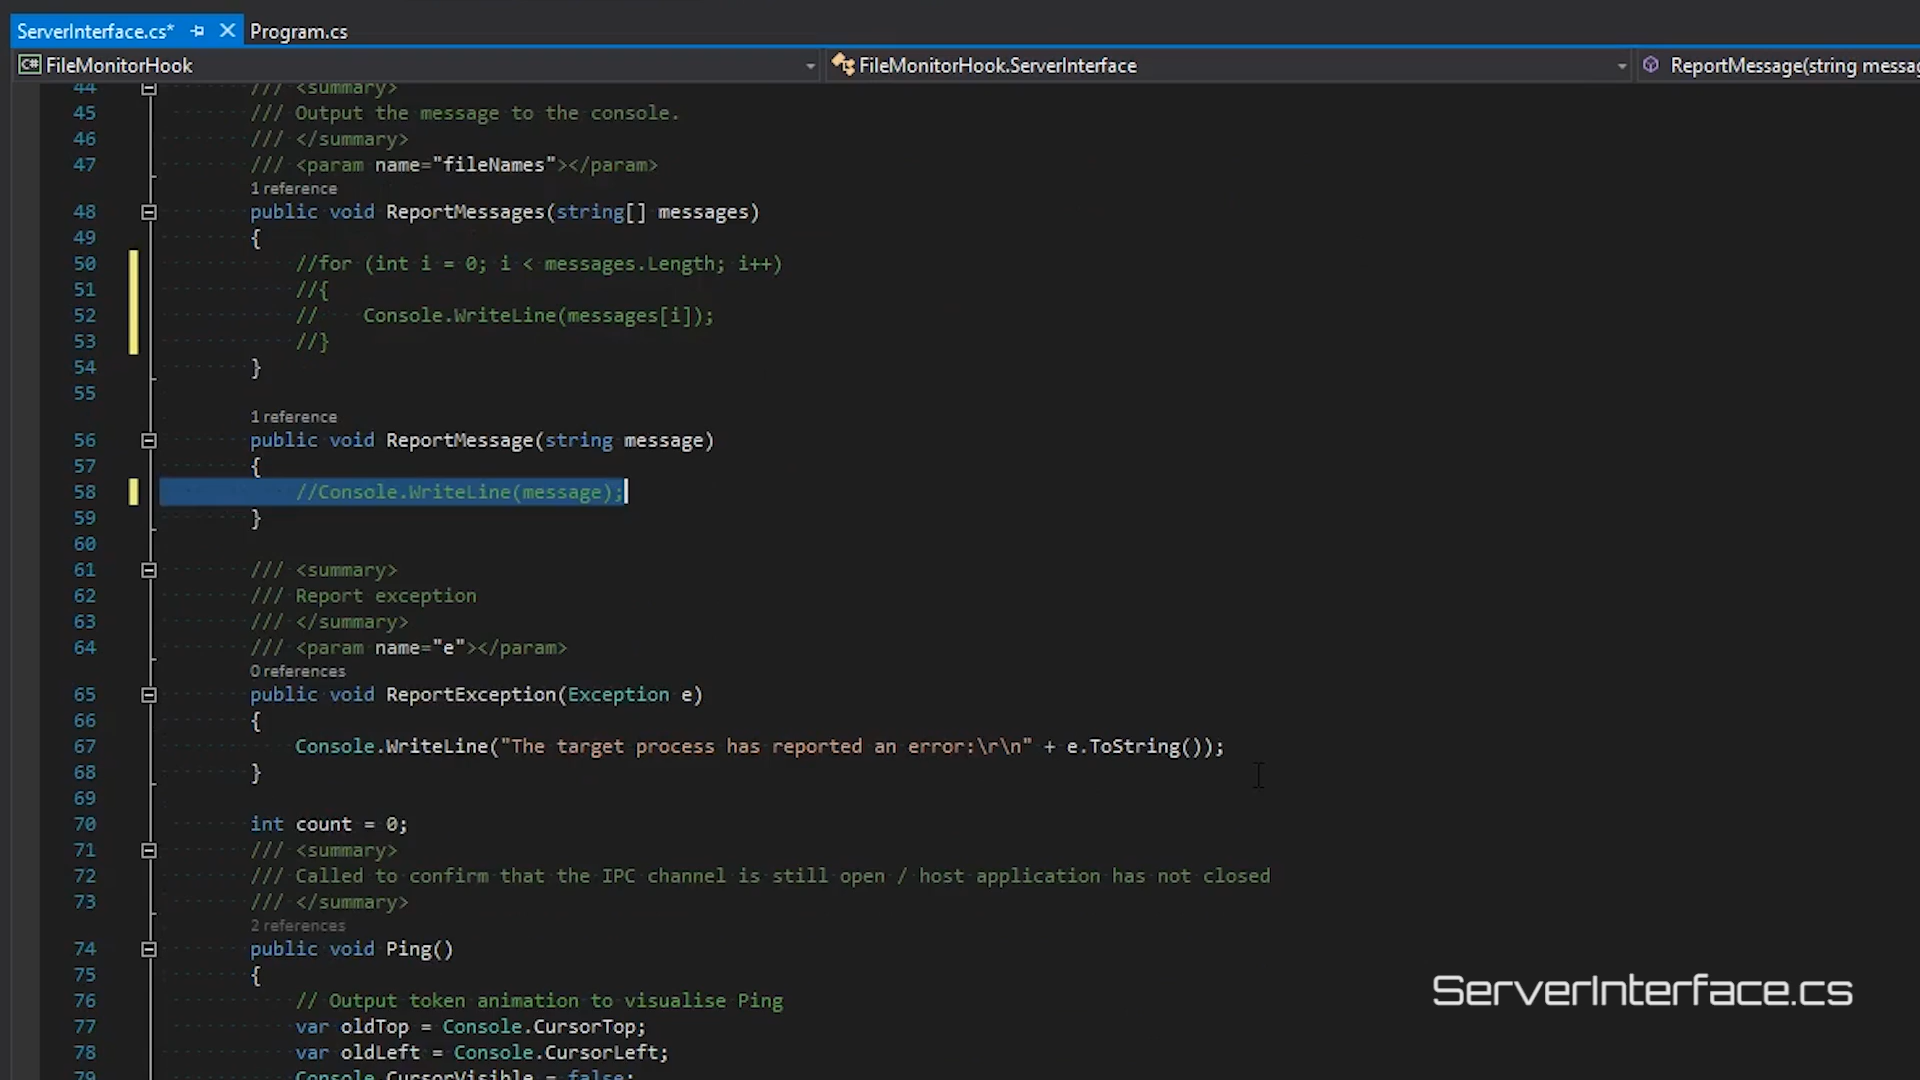 ServerInterface.cs*
Program.cs
C# FileMonitorHook
FileMonitorHook.ServerInterface
ReportMessage(string messag
44 /// <summary>
45 /// Output the message to the console.
46 /// </summary>
47 /// <param name="fileNames"></param>
1 reference
48 public void ReportMessages(string[] messages)
49 {
50 //for (int i = 0; i < messages.Length; i++)
51 //{
52 //    Console.WriteLine(messages[i]);
53 //}
54 }
55
1 reference
56 public void ReportMessage(string message)
57 {
58 //Console.WriteLine(message);
59 }
60
61 /// <summary>
62 /// Report exception
63 /// </summary>
64 /// <param name="e"></param>
0 references
65 public void ReportException(Exception e)
66 {
67 Console.WriteLine("The target process has reported an error:\r\n" + e.ToString());
68 }
69
70 int count = 0;
71 /// <summary>
72 /// Called to confirm that the IPC channel is still open / host application has not closed
73 /// </summary>
2 references
74 public void Ping()
75 {
76 // Output token animation to visualise Ping
77 var oldTop = Console.CursorTop;
78 var oldLeft = Console.CursorLeft;
79 Console.CursorVisible = false;
ServerInterface.cs